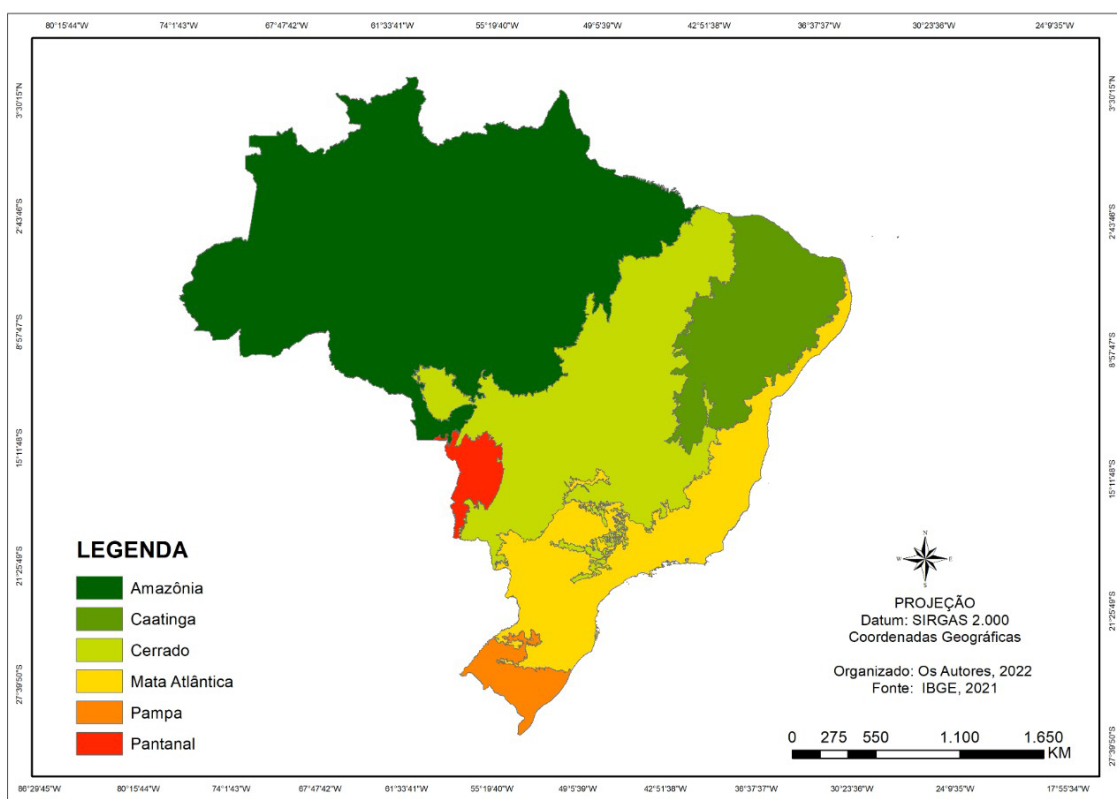 80°15'44"W 74°1'43"W 67°47'42"W 61°33'41"W 55°19'40"W 49°5'39"W 42°51'38"W 36°37'37"W 30°23'36"W 24°9'35"W
3°30'15"N 3°30'15"N
2°43'46"S 2°43'46"S
8°57'47"S 8°57'47"S
15°11'48"S 15°11'48"S
21°25'49"S 21°25'49"S
27°39'50"S 27°39'50"S
LEGENDA
Amazônia
Caatinga
Cerrado
Mata Atlântica
Pampa
Pantanal
N
W E
S
PROJEÇÃO
Datum: SIRGAS 2.000
Coordenadas Geográficas
Organizado: Os Autores, 2022
Fonte: IBGE, 2021
0 275 550 1.100 1.650
KM
86°29'45"W 80°15'44"W 74°11'43"W 67°47'42"W 61°33'41"W 55°19'40"W 49°5'39"W 42°51'38"W 36°37'37"W 30°23'36"W 24°9'35"W 17°55'34"W